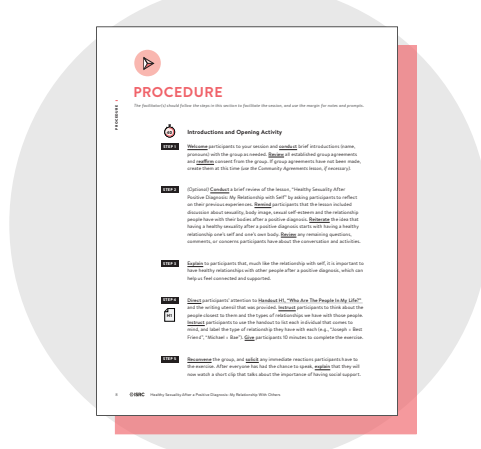 PROCEDURE
The facilitator(s) should follow the steps in this section to facilitate the session, and use the margin for notes and prompts.
PROCEDURE
Introductions and Opening Activity
STEP 1
Welcome participants to your session and conduct brief introductions (name,
pronouns) with the group as needed. Review all established group agreements
and reaffirm consent from the group. If group agreements have not been made,
create them at this time (use the Community Agreements lesson, if necessary).
STEP 2
(Optional) Conduct a brief review of the lesson, "Healthy Sexuality After
Positive Diagnosis: My Relationship with Self" by asking participants to reflect
on their previous experiences. Remind participants that the lesson included
discussion about sexuality, body image, sexual self-esteem and the relationship
people have with their bodies after a positive diagnosis. Reiterate the idea that
having a healthy sexuality after a positive diagnosis starts with having a healthy
relationship one's self and one's own body. Review any remaining questions,
comments, or concerns participants have about the conversation and activities.
STEP 3
Explain to participants that, much like the relationship with self, it is important to
have healthy relationships with other people after a positive diagnosis, which can
help us feel connected and supported.
STEP 4
H1
Direct participants' attention to Handout H1, "Who Are The People In My Life?"
and the writing utensil that was provided. Instruct participants to think about the
people closest to them and the types of relationships we have with those people.
Instruct participants to use the handout to list each individual that comes to
mind, and label the type of relationship they have with each (e.g., "Joseph = Best
Friend", "Michael = Bae"). Give participants 10 minutes to complete the exercise.
STEP 5
Reconvene the group, and solicit any immediate reactions participants have to
the exercise. After everyone has had the chance to speak, explain that they will
now watch a short clip that talks about the importance of having social support.
Healthy Sexuality After a Positive Diagnosis: My Relationship With Others